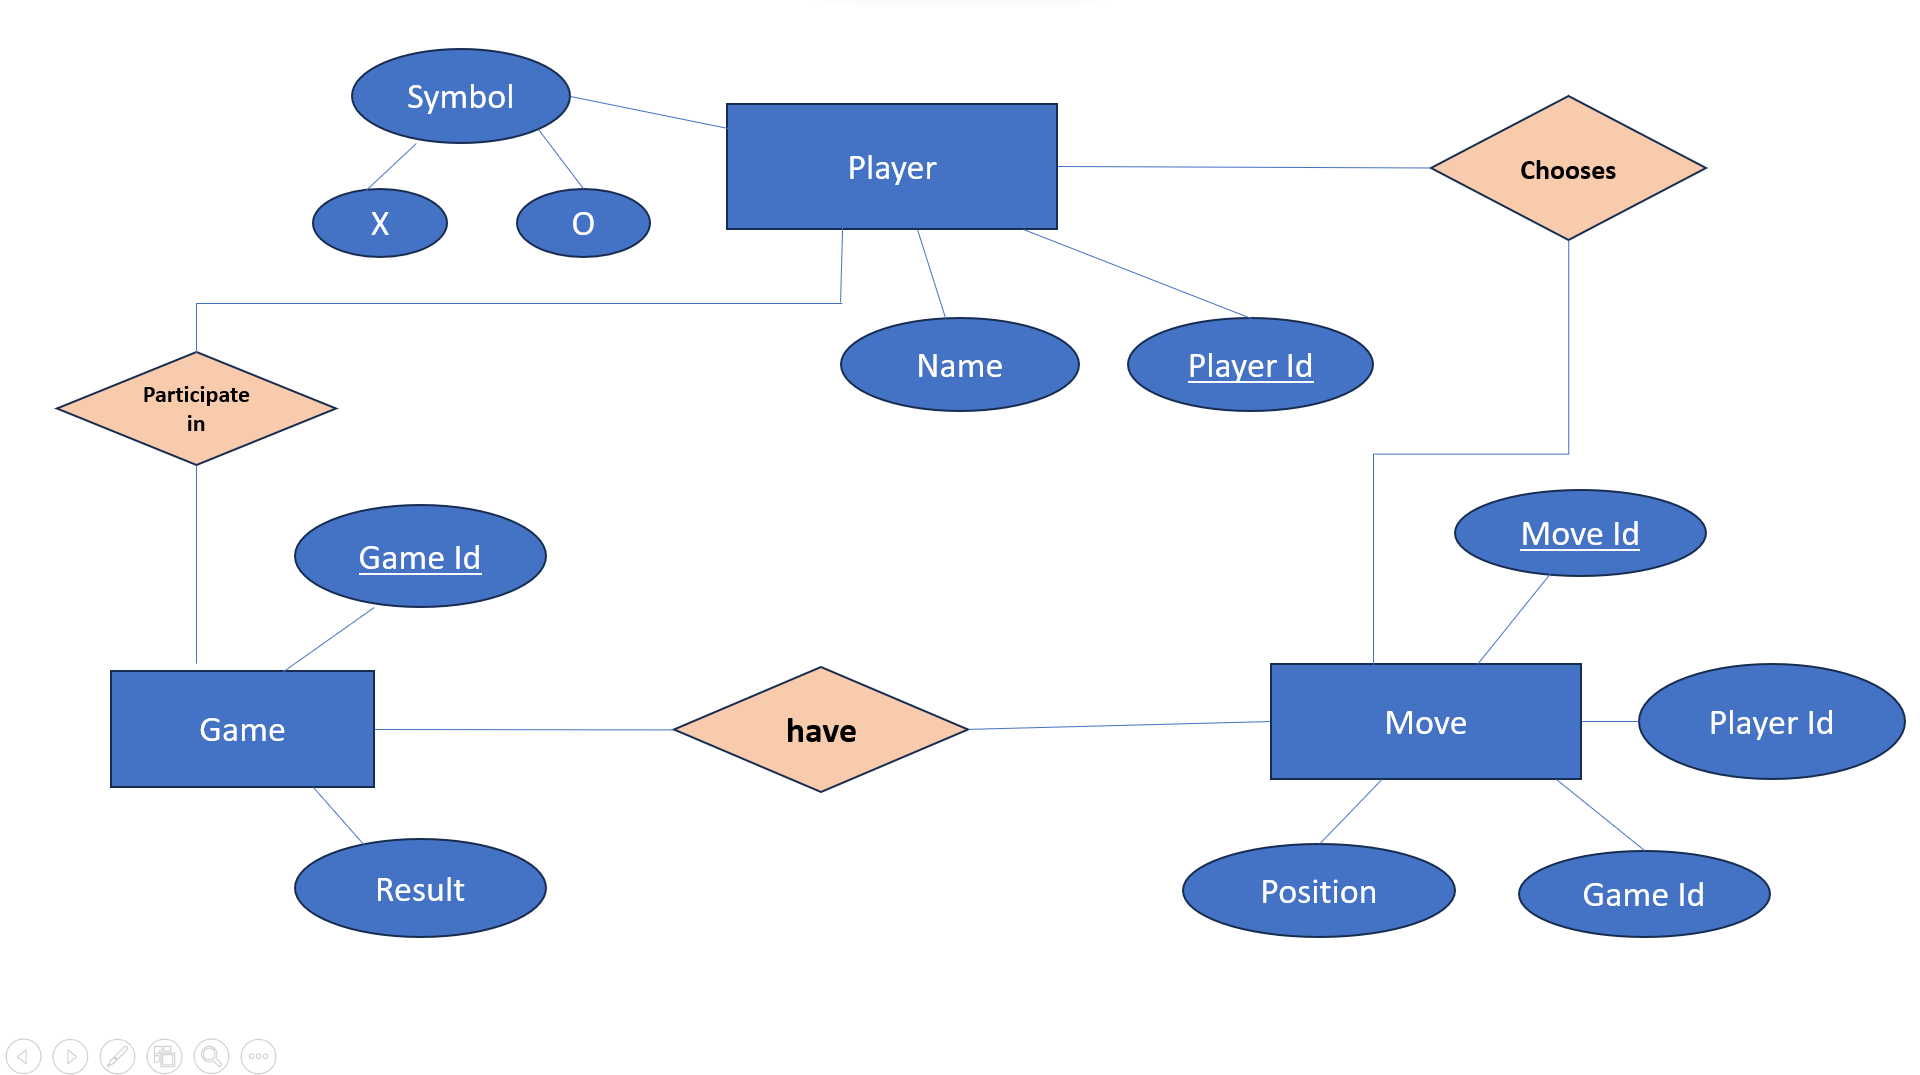 Symbol
Player
Chooses
X
O
Name
Player Id
Participate
in
Game Id
Move Id
Game
have
Move
Player Id
Result
Position
Game Id